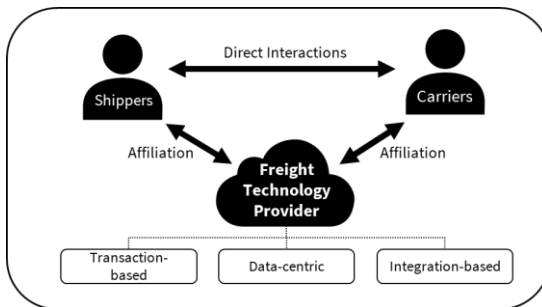 Direct Interactions
Shippers
Carriers
Affiliation
Affiliation
Freight
Technology
Provider
Transaction-
based
Data-centric
Integration-based